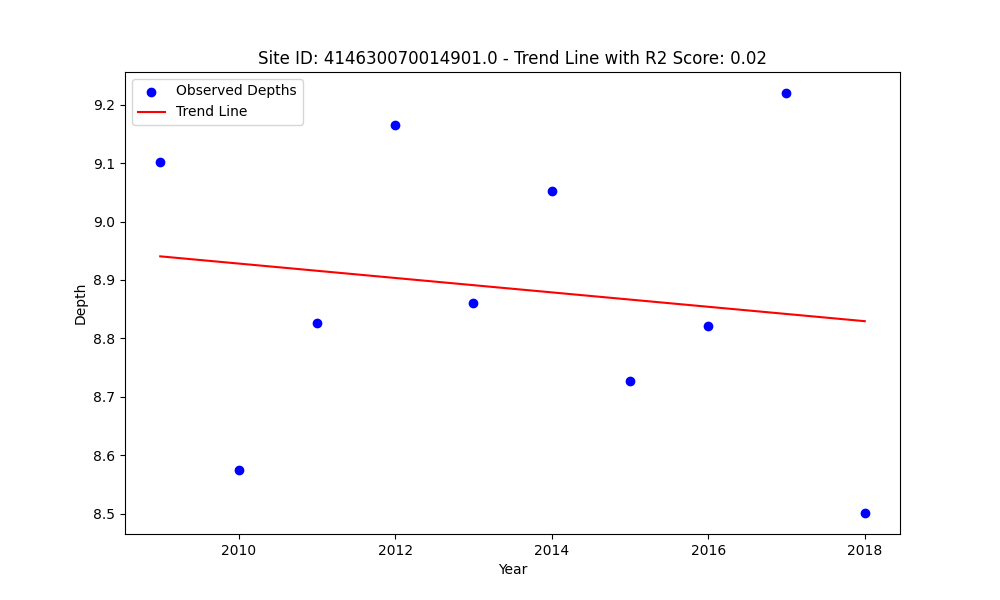 Site ID: 414630070014901.0 - Trend Line with R2 Score: 0.02
Observed Depths
Trend Line
9.2
9.1
9.0
8.9
8.8
8.7
8.6
8.5
Depth
2010
2012
2014
2016
2018
Year